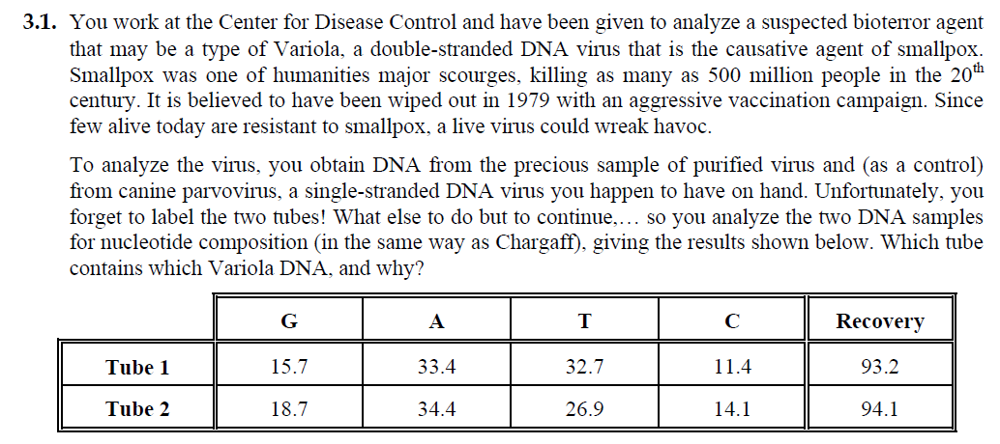 3.1. You work at the Center for Disease Control and have been given to analyze a suspected bioterror agent
that may be a type of Variola, a double-stranded DNA virus that is the causative agent of smallpox.
Smallpox was one of humanities major scourges, killing as many as 500 million people in the 20th
century. It is believed to have been wiped out in 1979 with an aggressive vaccination campaign. Since
few alive today are resistant to smallpox, a live virus could wreak havoc.
To analyze the virus, you obtain DNA from the precious sample of purified virus and (as a control)
from canine parvovirus, a single-stranded DNA virus you happen to have on hand. Unfortunately, you
forget to label the two tubes! What else to do but to continue,… so you analyze the two DNA samples
for nucleotide composition (in the same way as Chargaff), giving the results shown below. Which tube
contains which Variola DNA, and why?
G A T C Recovery
Tube 1 15.7 33.4 32.7 11.4 93.2
Tube 2 18.7 34.4 26.9 14.1 94.1